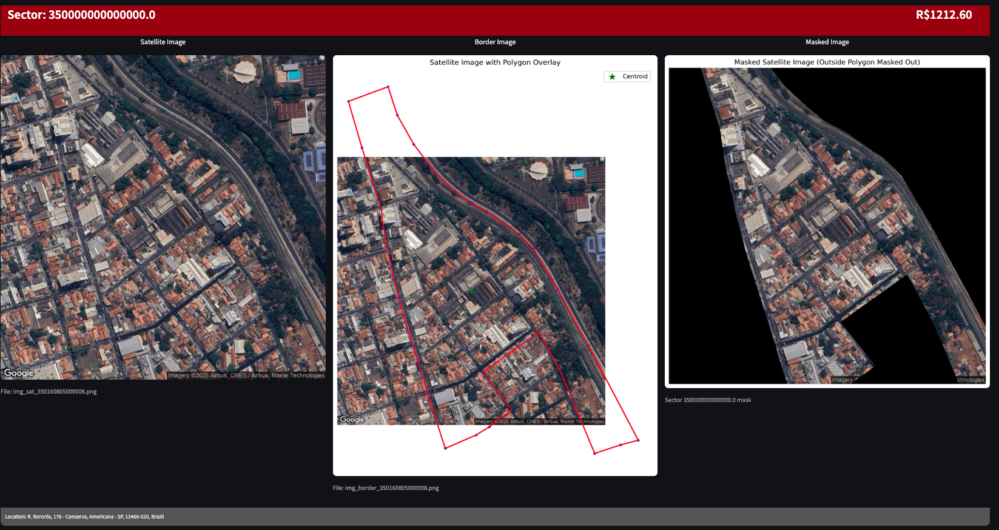 Sector: 350000000000000.0
R$1212.60
Satellite Image
Border Image
Masked Image
Google
Imagery ©2025 Airbus, CNES / Airbus, Maxar Technologies
File: img_sat_350160805000008.png
Satellite Image with Polygon Overlay
Centroid
Google
Imagery ©2025 Airbus, CNES / Airbus, Maxar Technologies
File: img_border_350160805000008.png
Masked Satellite Image (Outside Polygon Masked Out)
Imagery ©
chnologies
Sector 350000000000000.0 mask
Location: R. Bororós, 176 - Conserva, Americana - SP, 13466-020, Brazil